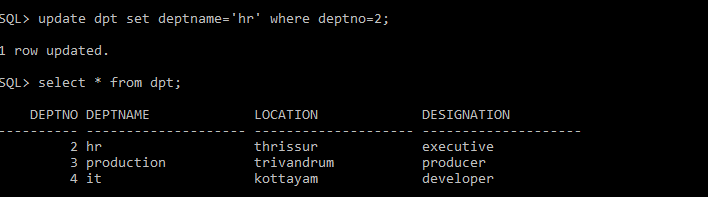 SQL> update dpt set deptname='hr' where deptno=2;
1 row updated.
SQL> select * from dpt;
DEPTNO DEPTNAME LOCATION DESIGNATION
---------- -------------------- -------------------- --------------------
2 hr thrissur executive
3 production trivandrum producer
4 it kottayam developer